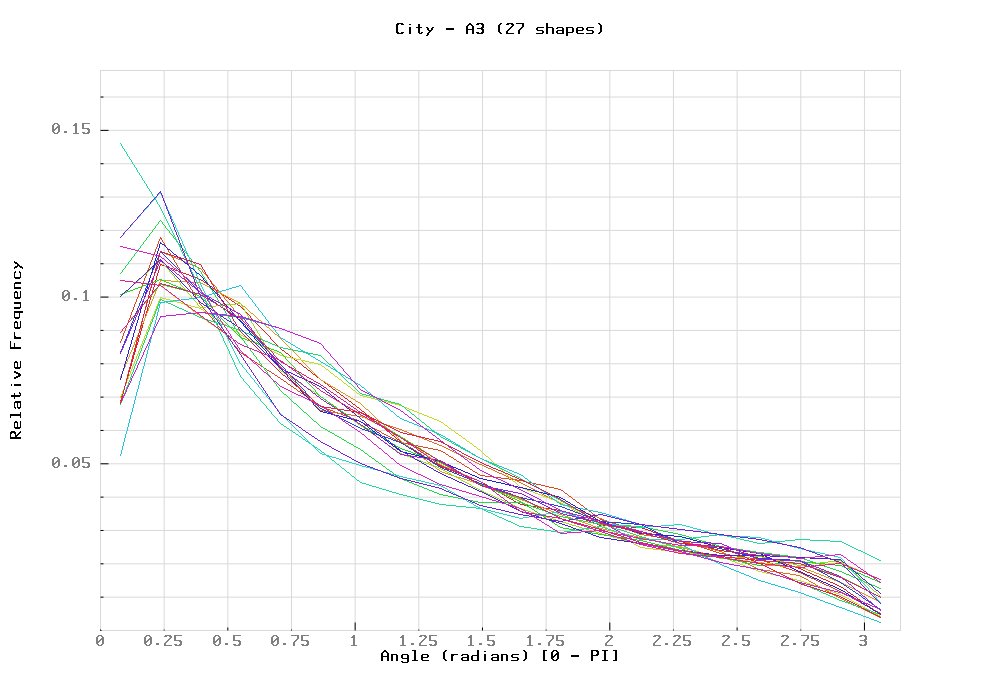 City - A3 (27 shapes)
Relative Frequency
0.15
0.1
0.05
0 0.25 0.5 0.75 1 1.25 1.5 1.75 2 2.25 2.5 2.75 3
Angle (radians) [0 - PI]